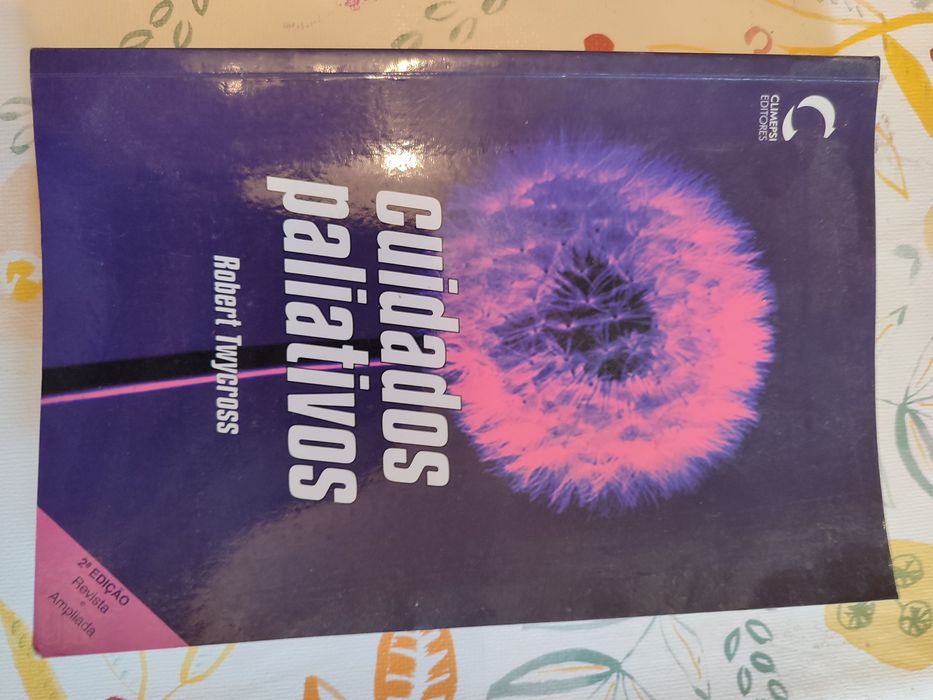 CLIMEPSI
EDITORES
cuidados
paliativos
Robert Twycross
2ª EDIÇÃO
Revista
e
Ampliada